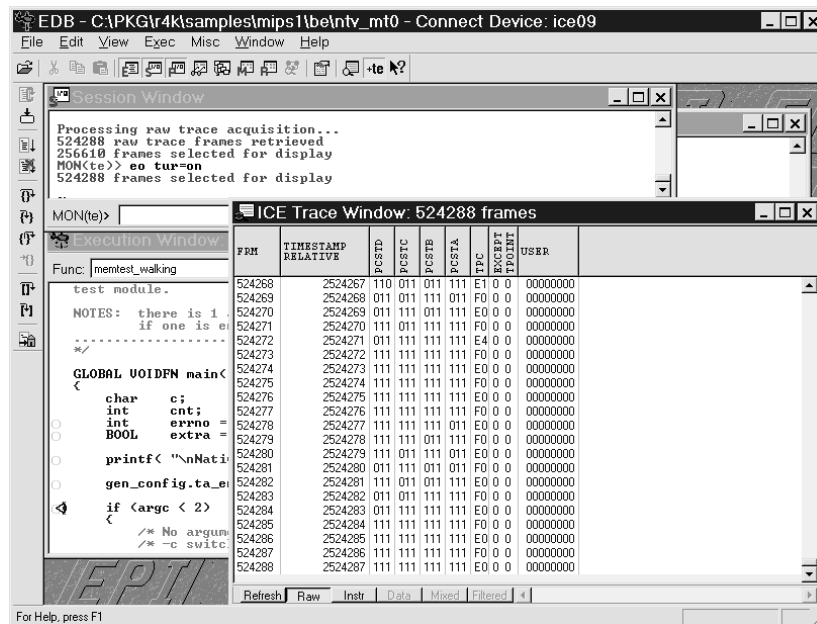 EDB - C:\PKG\r4k\samples\mips1\be\ntv_mt0 - Connect Device: ice09
File Edit View Exec Misc Window Help
+te
Session Window
Processing raw trace acquisition...
524288 raw trace frames retrieved
256610 frames selected for display
MON(te)> eo tur=on
524288 frames selected for display
MON(te)>
Execution Window:
Func: memtest_walking
test module.
NOTES: there is 1
if one is e
*/
GLOBAL VOIDFN main(
{
char c;
int cnt;
int errno =
BOOL extra =
printf( "\nNati
gen_config.ta_e
if (argc < 2)
{
/* No argum
/* -c switc
EPI
ICE Trace Window: 524288 frames
FRM TIMESTAMP RELATIVE PCSTD PCSTC PCSTB PCSTA TPC EXCEPT TPOINT USER
524268 2524267 110 011 011 111 E1 0 0 00000000
524269 2524268 011 011 111 011 F0 0 0 00000000
524270 2524269 011 011 011 111 E0 0 0 00000000
524271 2524270 111 011 111 111 F0 0 0 00000000
524272 2524271 011 111 111 111 E4 0 0 00000000
524273 2524272 111 111 111 111 F0 0 0 00000000
524274 2524273 111 111 111 111 E0 0 0 00000000
524275 2524274 111 111 111 111 F0 0 0 00000000
524276 2524275 111 111 111 111 E0 0 0 00000000
524277 2524276 111 111 111 111 F0 0 0 00000000
524278 2524277 111 111 111 011 E0 0 0 00000000
524279 2524278 111 111 011 111 F0 0 0 00000000
524280 2524279 111 011 111 011 E0 0 0 00000000
524281 2524280 011 011 011 111 F0 0 0 00000000
524282 2524281 111 011 111 111 E0 0 0 00000000
524283 2524282 011 011 111 111 F0 0 0 00000000
524284 2524283 011 111 111 111 E0 0 0 00000000
524285 2524284 111 111 111 111 F0 0 0 00000000
524286 2524285 111 111 111 111 E0 0 0 00000000
524287 2524286 111 111 111 111 F0 0 0 00000000
524288 2524287 111 111 111 111 E0 0 0 00000000
Refresh Raw Instr Data Mixed Filtered
For Help, press F1